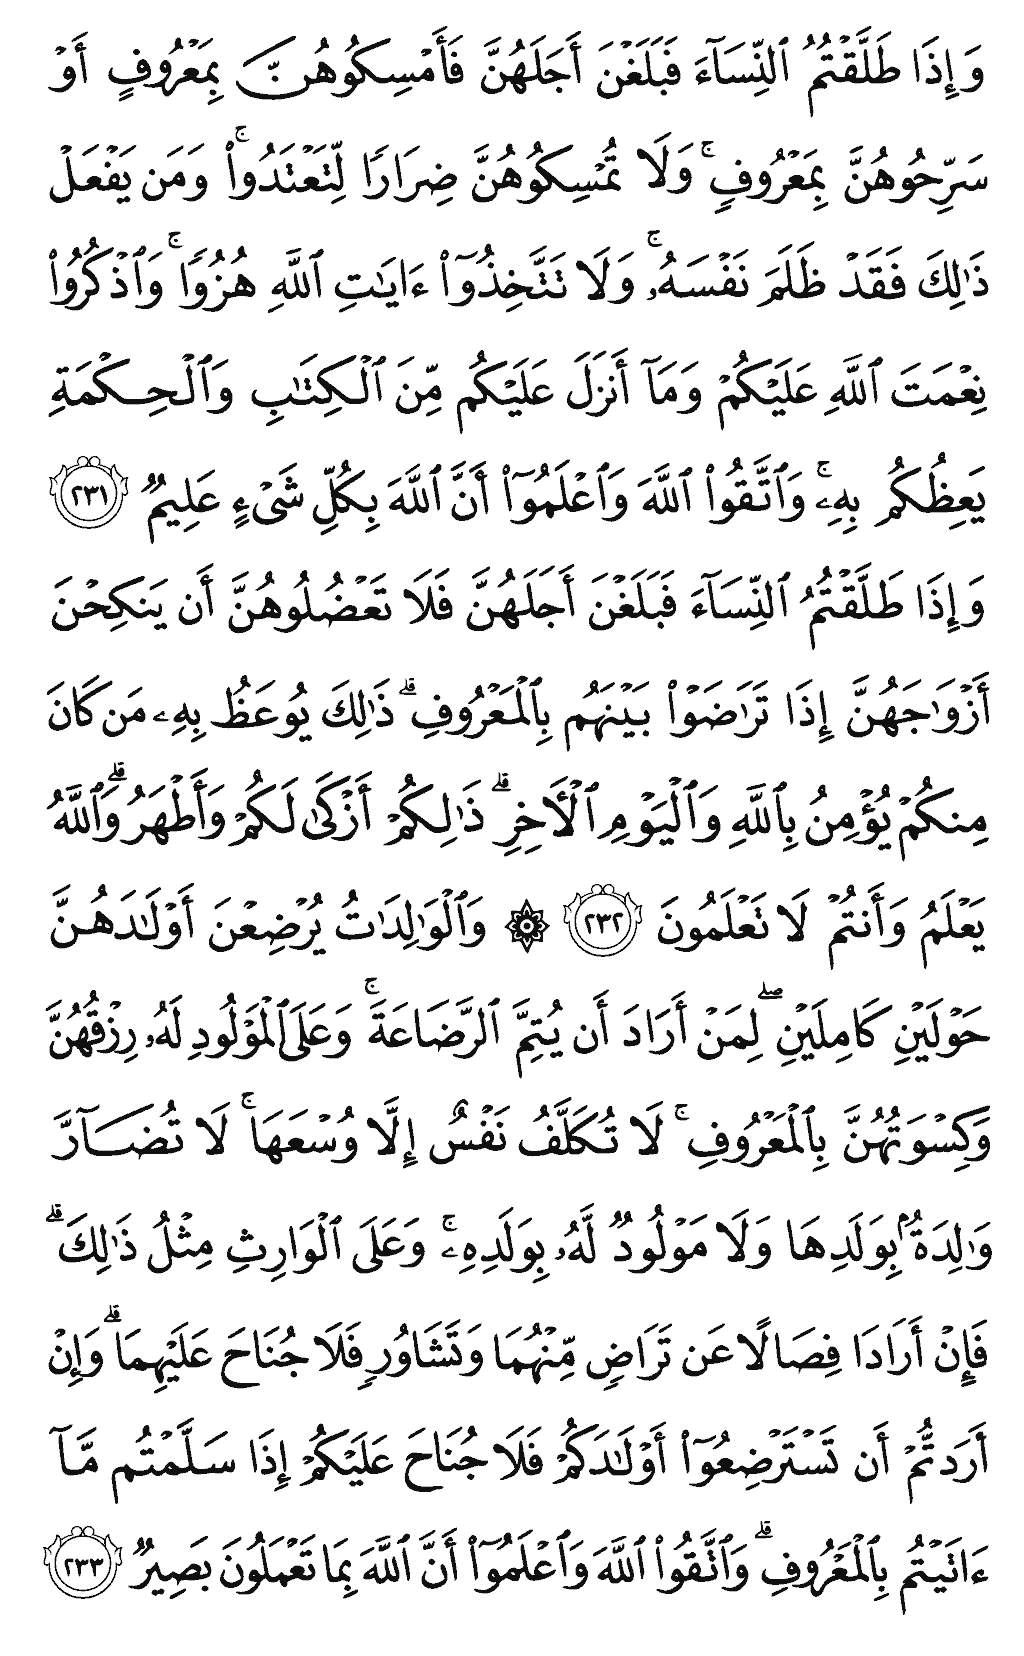 وَإِذَا طَلَّقْتُمُ ٱلنِّسَآءَ فَبَلَغْنَ أَجَلَهُنَّ فَأَمْسِكُوهُنَّ بِمَعْرُوفٍ أَوْ
سَرِّحُوهُنَّ بِمَعْرُوفٍۚ وَلَا تُمْسِكُوهُنَّ ضِرَارًا لِّتَعْتَدُوا۟ۚ وَمَن يَفْعَلْ
ذَٰلِكَ فَقَدْ ظَلَمَ نَفْسَهُۥۚ وَلَا تَتَّخِذُوٓا۟ ءَايَٰتِ ٱللَّهِ هُزُوًاۚ وَٱذْكُرُوا۟
نِعْمَتَ ٱللَّهِ عَلَيْكُمْ وَمَآ أَنزَلَ عَلَيْكُم مِّنَ ٱلْكِتَٰبِ وَٱلْحِكْمَةِ
يَعِظُكُم بِهِۦۚ وَٱتَّقُوا۟ ٱللَّهَ وَٱعْلَمُوٓا۟ أَنَّ ٱللَّهَ بِكُلِّ شَىْءٍ عَلِيمٌ ٢٣١
وَإِذَا طَلَّقْتُمُ ٱلنِّسَآءَ فَبَلَغْنَ أَجَلَهُنَّ فَلَا تَعْضُلُوهُنَّ أَن يَنكِحْنَ
أَزْوَٰجَهُنَّ إِذَا تَرَٰضَوْا۟ بَيْنَهُم بِٱلْمَعْرُوفِۗ ذَٰلِكَ يُوعَظُ بِهِۦ مَن كَانَ
مِنكُمْ يُؤْمِنُ بِٱللَّهِ وَٱلْيَوْمِ ٱلْـَٔاخِرِۗ ذَٰلِكُمْ أَزْكَىٰ لَكُمْ وَأَطْهَرُۗ وَٱللَّهُ
يَعْلَمُ وَأَنتُمْ لَا تَعْلَمُونَ ٢٣٢ ۞ وَٱلْوَٰلِدَٰتُ يُرْضِعْنَ أَوْلَٰدَهُنَّ
حَوْلَيْنِ كَامِلَيْنِۖ لِمَنْ أَرَادَ أَن يُتِمَّ ٱلرَّضَاعَةَۚ وَعَلَى ٱلْمَوْلُودِ لَهُۥ رِزْقُهُنَّ
وَكِسْوَتُهُنَّ بِٱلْمَعْرُوفِۚ لَا تُكَلَّفُ نَفْسٌ إِلَّا وُسْعَهَاۚ لَا تُضَآرَّ
وَٰلِدَةٌۢ بِوَلَدِهَا وَلَا مَوْلُودٌ لَّهُۥ بِوَلَدِهِۦۚ وَعَلَى ٱلْوَارِثِ مِثْلُ ذَٰلِكَۗ
فَإِنْ أَرَادَا فِصَالًا عَن تَرَاضٍ مِّنْهُمَا وَتَشَاوُرٍ فَلَا جُنَاحَ عَلَيْهِمَاۗ وَإِنْ
أَرَدتُّمْ أَن تَسْتَرْضِعُوٓا۟ أَوْلَٰدَكُمْ فَلَا جُنَاحَ عَلَيْكُمْ إِذَا سَلَّمْتُم مَّآ
ءَاتَيْتُم بِٱلْمَعْرُوفِۗ وَٱتَّقُوا۟ ٱللَّهَ وَٱعْلَمُوٓا۟ أَنَّ ٱللَّهَ بِمَا تَعْمَلُونَ بَصِيرٌ ٢٣٣